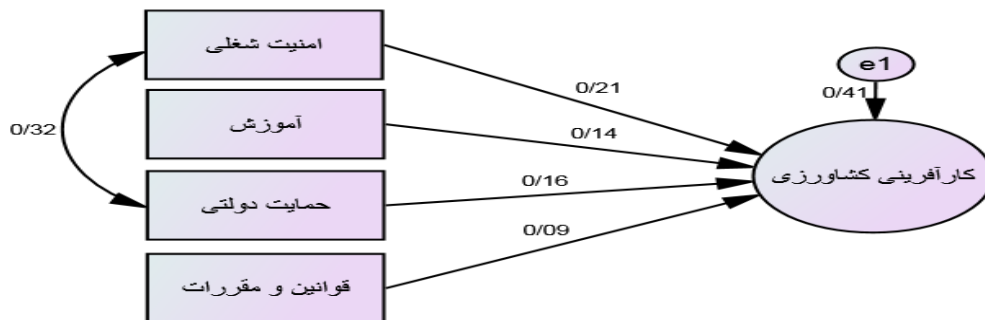 امنیت شغلی
آموزش
حمایت دولتی
قوانین و مقررات
0/32
0/21
0/14
0/16
0/09
e1
0/41
کارآفرینی کشاورزی